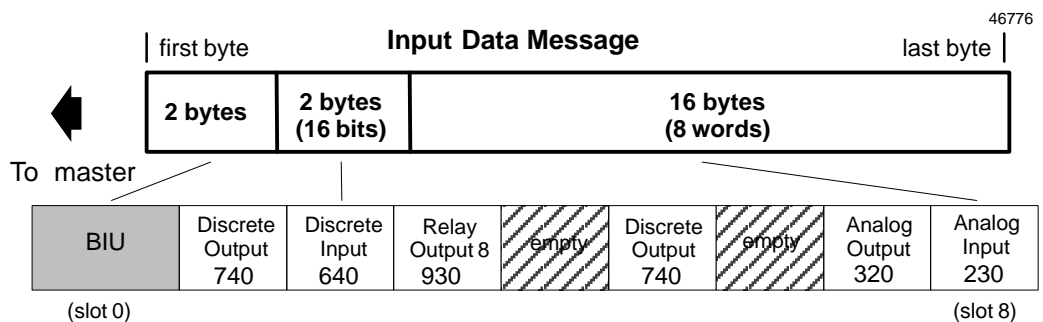 46776
first byte
Input Data Message
last byte
2 bytes
2 bytes
(16 bits)
16 bytes
(8 words)
To master
BIU
Discrete
Output
740
Discrete
Input
640
Relay
Output 8
930
empty
Discrete
Output
740
empty
Analog
Output
320
Analog
Input
230
(slot 0)
(slot 8)